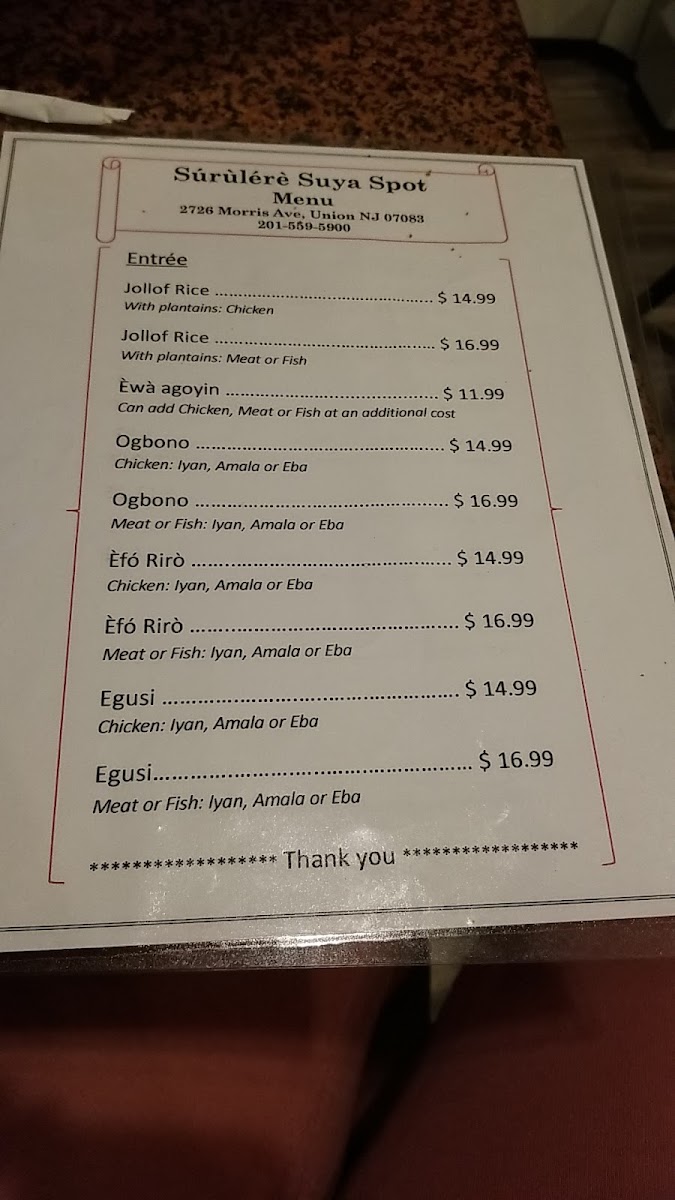 Súrùlérè Suya Spot
Menu
2726 Morris Ave, Union NJ 07083
201-559-5900
Entrée
Jollof Rice ................................................ $ 14.99
With plantains: Chicken
Jollof Rice ................................................ $ 16.99
With plantains: Meat or Fish
Èwà agoyin ................................................ $ 11.99
Can add Chicken, Meat or Fish at an additional cost
Ogbono ................................................ $ 14.99
Chicken: Iyan, Amala or Eba
Ogbono ................................................ $ 16.99
Meat or Fish: Iyan, Amala or Eba
Èfó Rirò ................................................ $ 14.99
Chicken: Iyan, Amala or Eba
Èfó Rirò ................................................ $ 16.99
Meat or Fish: Iyan, Amala or Eba
Egusi ................................................ $ 14.99
Chicken: Iyan, Amala or Eba
Egusi................................................ $ 16.99
Meat or Fish: Iyan, Amala or Eba
****************** Thank you ******************